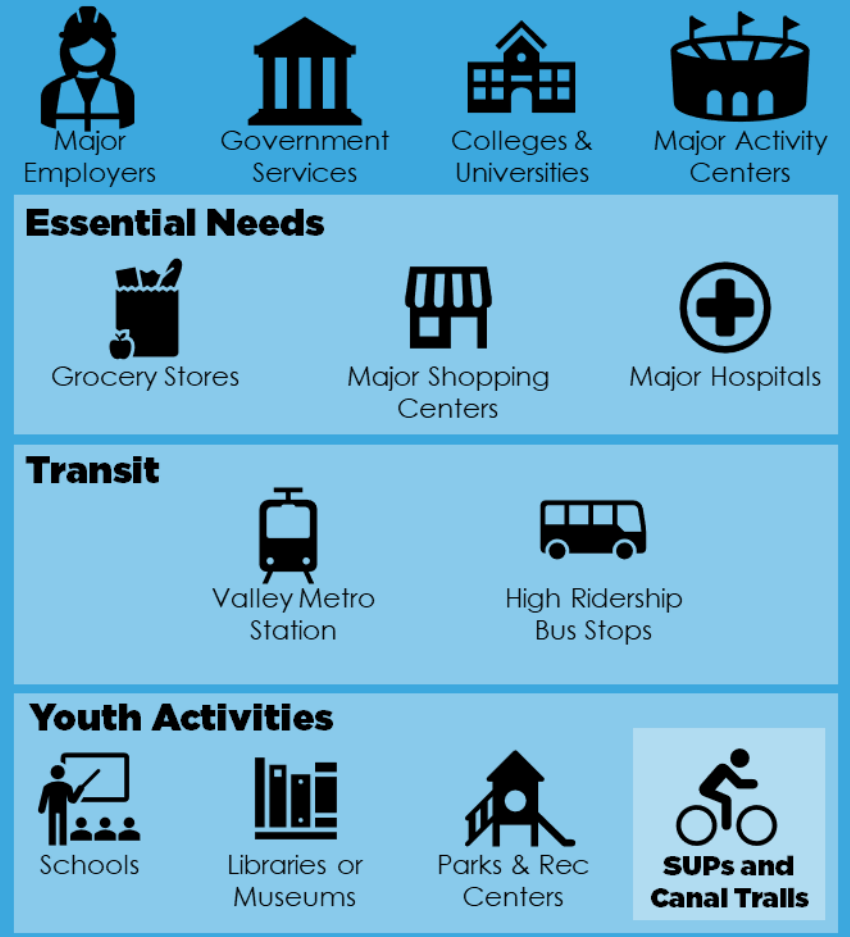 Major
Employers
Government
Services
Colleges &
Universities
Major Activity
Centers
Essential Needs
Grocery Stores
Major Shopping
Centers
Major Hospitals
Transit
Valley Metro
Station
High Ridership
Bus Stops
Youth Activities
Schools
Libraries or
Museums
Parks & Rec
Centers
SUPs and
Canal Tralls